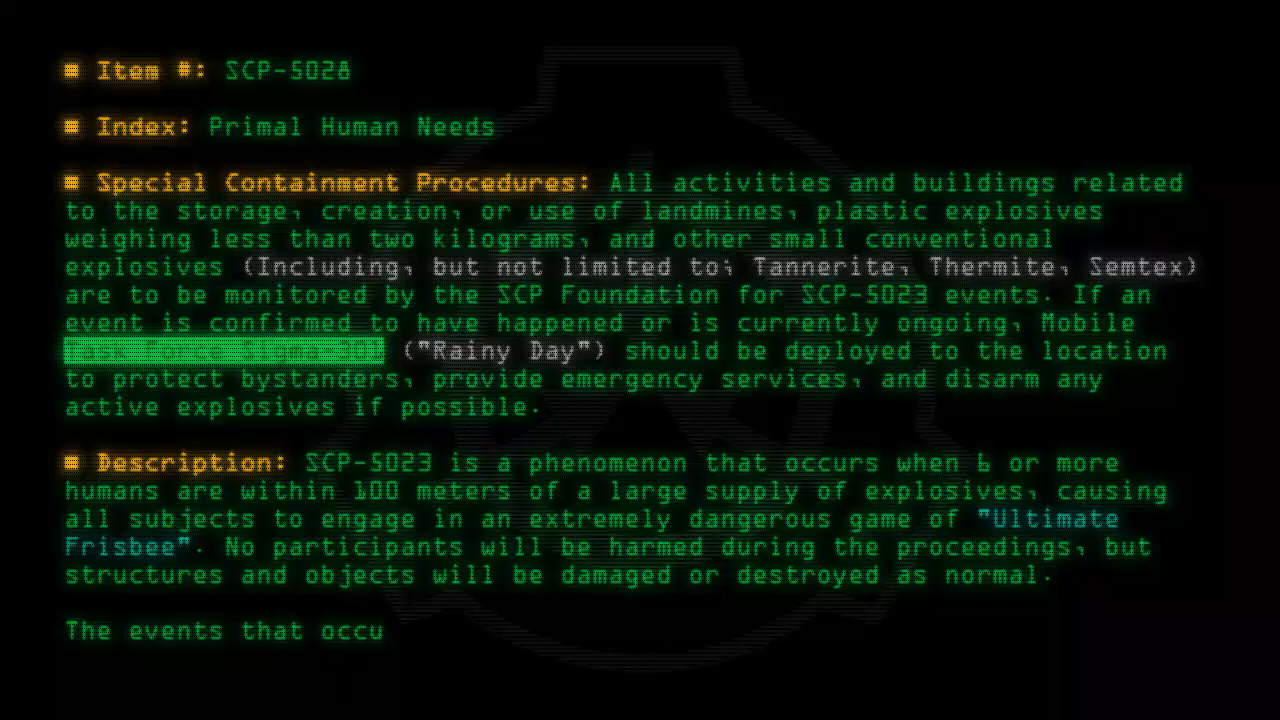 ■ Item #: SCP-5028
■ Index: Primal Human Needs
■ Special Containment Procedures: All activities and buildings related
to the storage, creation, or use of landmines, plastic explosives
weighing less than two kilograms, and other small conventional
explosives (Including, but not limited to; Tannerite, Thermite, Semtex)
are to be monitored by the SCP Foundation for SCP-5023 events. If an
event is confirmed to have happened or is currently ongoing, Mobile
Task Force ("Rainy Day") should be deployed to the location
to protect bystanders, provide emergency services, and disarm any
active explosives if possible.
■ Description: SCP-5023 is a phenomenon that occurs when 6 or more
humans are within 100 meters of a large supply of explosives, causing
all subjects to engage in an extremely dangerous game of "Ultimate
Frisbee". No participants will be harmed during the proceedings, but
structures and objects will be damaged or destroyed as normal.
The events that occu